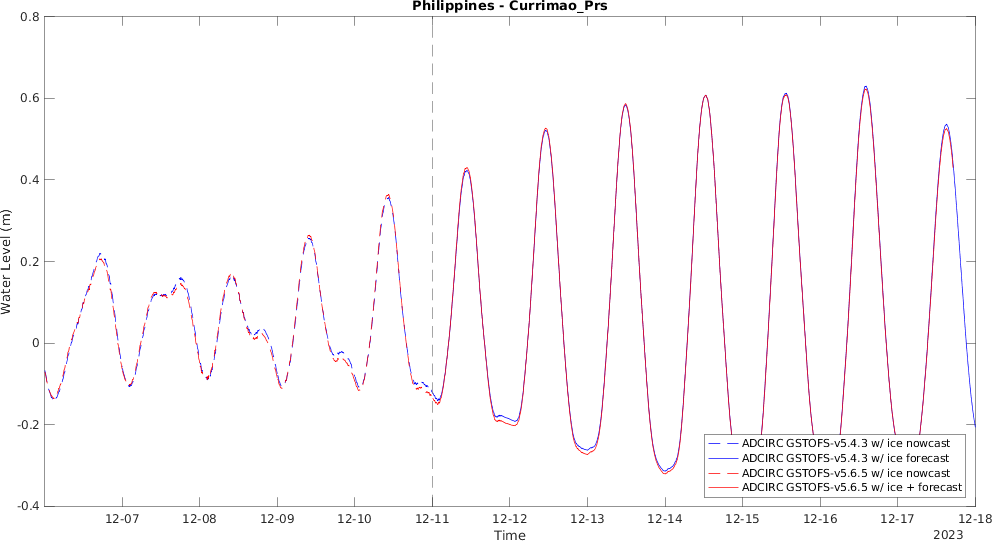 Philippines - Currimao_Prs
Water Level (m)
0.8
0.6
0.4
0.2
0
-0.2
-0.4
ADCIRC GSTOFS-v5.4.3 w/ ice nowcast
ADCIRC GSTOFS-v5.4.3 w/ ice forecast
ADCIRC GSTOFS-v5.6.5 w/ ice nowcast
ADCIRC GSTOFS-v5.6.5 w/ ice + forecast
12-07 12-08 12-09 12-10 12-11 12-12 12-13 12-14 12-15 12-16 12-17 12-18
Time
2023